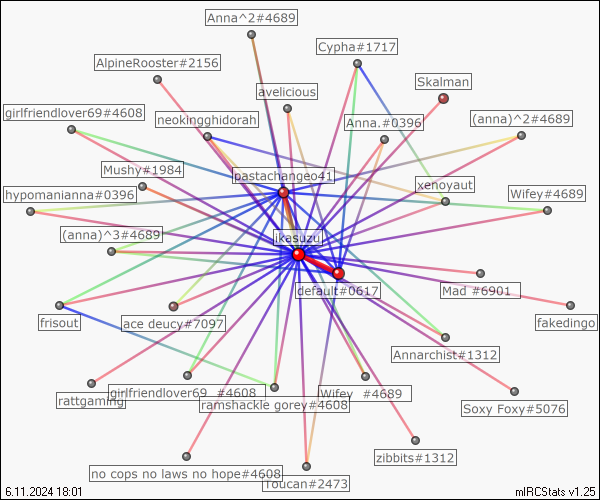 Anna^2#4689
Cypha#1717
AlpineRooster#2156
Skalman
avelicious
girlfriendlover69#4608
neokingghidorah
Anna.#0396
(anna)^2#4689
Mushy#1984
pastachangeo41
xenoyaut
hypomanianna#0396
Wifey#4689
(anna)^3#4689
ikasuzu
default#0617
Mad #6901
frisout
ace deucy#7097
fakedingo
Annarchist#1312
rattgaming
girlfriendlover69 #4608
Wifey #4689
ramshackle gorey#4608
Soxy Foxy#5076
zibbits#1312
no cops no laws no hope#4608
Toucan#2473
6.11.2024 18:01
mIRCStats v1.25